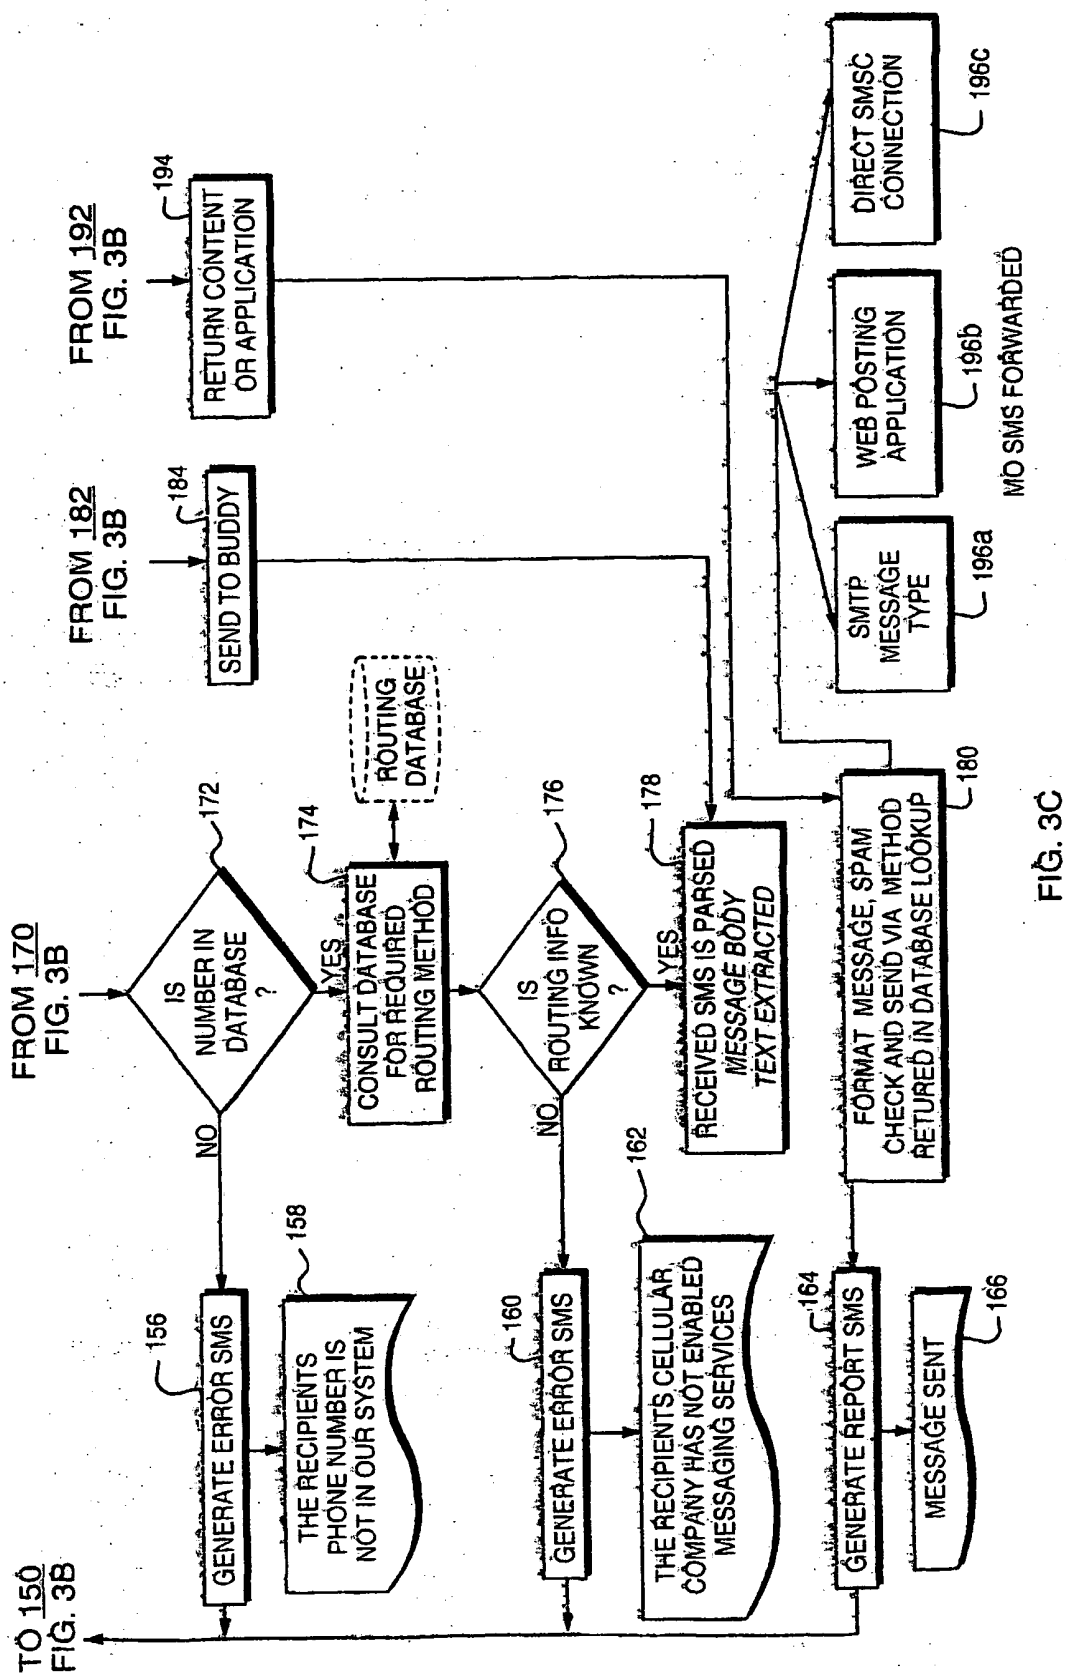 TO 150
FIG. 3B
FROM 170
FIG. 3B
FROM 182
FIG. 3B
FROM 192
FIG. 3B
156
GENERATE ERROR SMS
158
THE RECIPIENTS
PHONE NUMBER IS
NOT IN OUR SYSTEM
NO
172
IS
NUMBER IN
DATABASE
?
YES
174
CONSULT DATABASE
FOR REQUIRED
ROUTING METHOD
ROUTING
DATABASE
184
SEND TO BUDDY
194
RETURN CONTENT
OR APPLICATION
160
GENERATE ERROR SMS
162
THE RECIPIENTS CELLULAR
COMPANY HAS NOT ENABLED
MESSAGING SERVICES
NO
176
IS
ROUTING INFO
KNOWN
?
YES
178
RECEIVED SMS IS PARSED
MESSAGE BODY
TEXT EXTRACTED
164
GENERATE REPORT SMS
166
MESSAGE SENT
FORMAT MESSAGE, SPAM
CHECK AND SEND VIA METHOD
RETURED IN DATABASE LOOKUP
180
SMTP
MESSAGE
TYPE
196a
WEB POSTING
APPLICATION
196b
DIRECT SMSC
CONNECTION
196c
MO SMS FORWARDED
FIG. 3C